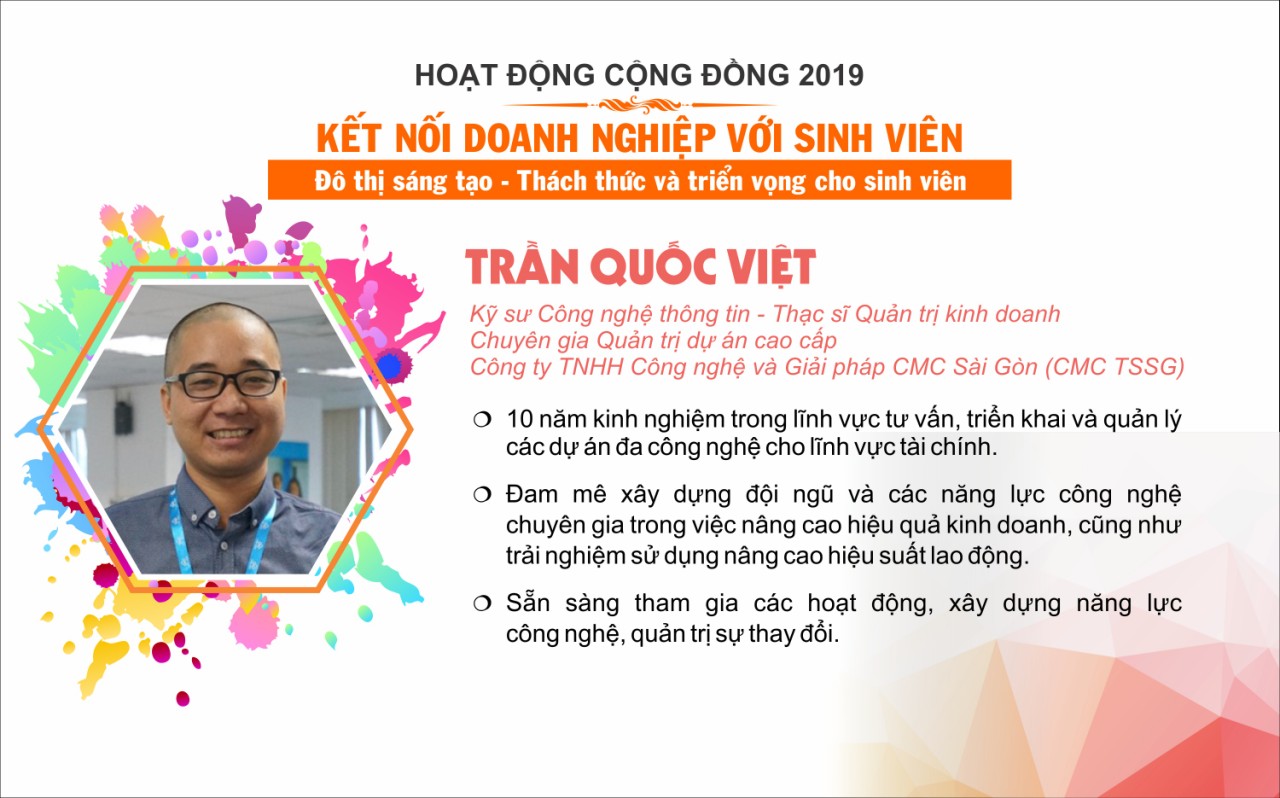 HOẠT ĐỘNG CỘNG ĐỒNG 2019
KẾT NỐI DOANH NGHIỆP VỚI SINH VIÊN
Đô thị sáng tạo - Thách thức và triển vọng cho sinh viên
TRẦN QUỐC VIỆT
Kỹ sư Công nghệ thông tin - Thạc sĩ Quản trị kinh doanh
Chuyên gia Quản trị dự án cao cấp
Công ty TNHH Công nghệ và Giải pháp CMC Sài Gòn (CMC TSSG)
❍ 10 năm kinh nghiệm trong lĩnh vực tư vấn, triển khai và quản lý
các dự án đa công nghệ cho lĩnh vực tài chính.
❍ Đam mê xây dựng đội ngũ và các năng lực công nghệ
chuyên gia trong việc nâng cao hiệu quả kinh doanh, cũng như
trải nghiệm sử dụng nâng cao hiệu suất lao động.
❍ Sẵn sàng tham gia các hoạt động, xây dựng năng lực
công nghệ, quản trị sự thay đổi.